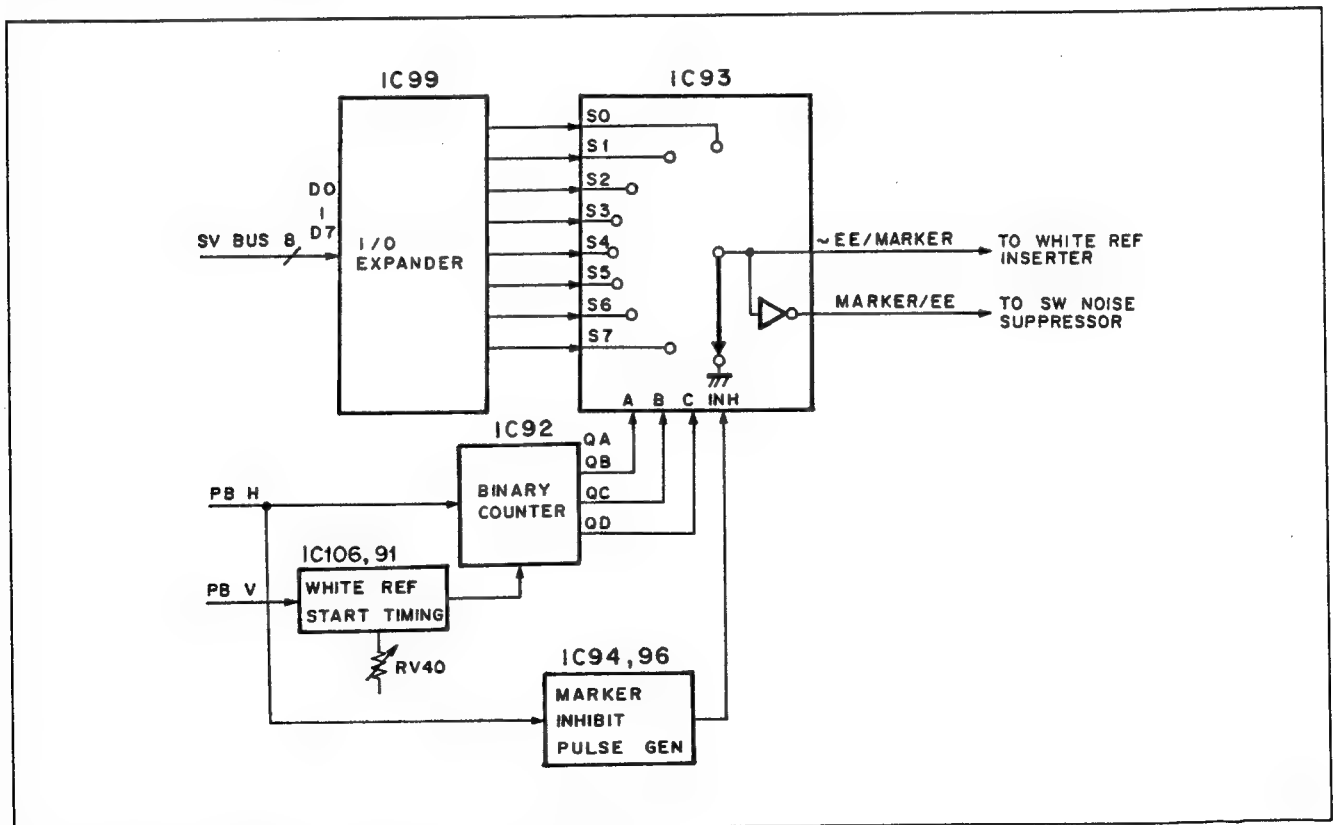 IC99
IC93
S0
S1
S2
S3
S4
S5
S6
S7
D0
I
D7
SV BUS 8
I/O
EXPANDER
~EE/MARKER
TO WHITE REF
INSERTER
MARKER/EE
TO SW NOISE
SUPPRESSOR
A B C INH
IC92
QA
QB
QC
QD
BINARY
COUNTER
PB H
IC106, 91
PB V
WHITE REF
START TIMING
RV40
IC94, 96
MARKER
INHIBIT
PULSE GEN